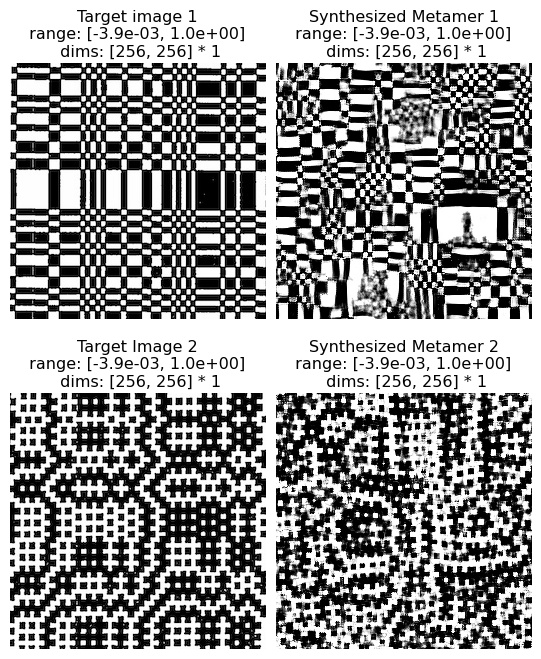 Target image 1
range: [-3.9e-03, 1.0e+00]
dims: [256, 256] * 1
Synthesized Metamer 1
range: [-3.9e-03, 1.0e+00]
dims: [256, 256] * 1
Target Image 2
range: [-3.9e-03, 1.0e+00]
dims: [256, 256] * 1
Synthesized Metamer 2
range: [-3.9e-03, 1.0e+00]
dims: [256, 256] * 1